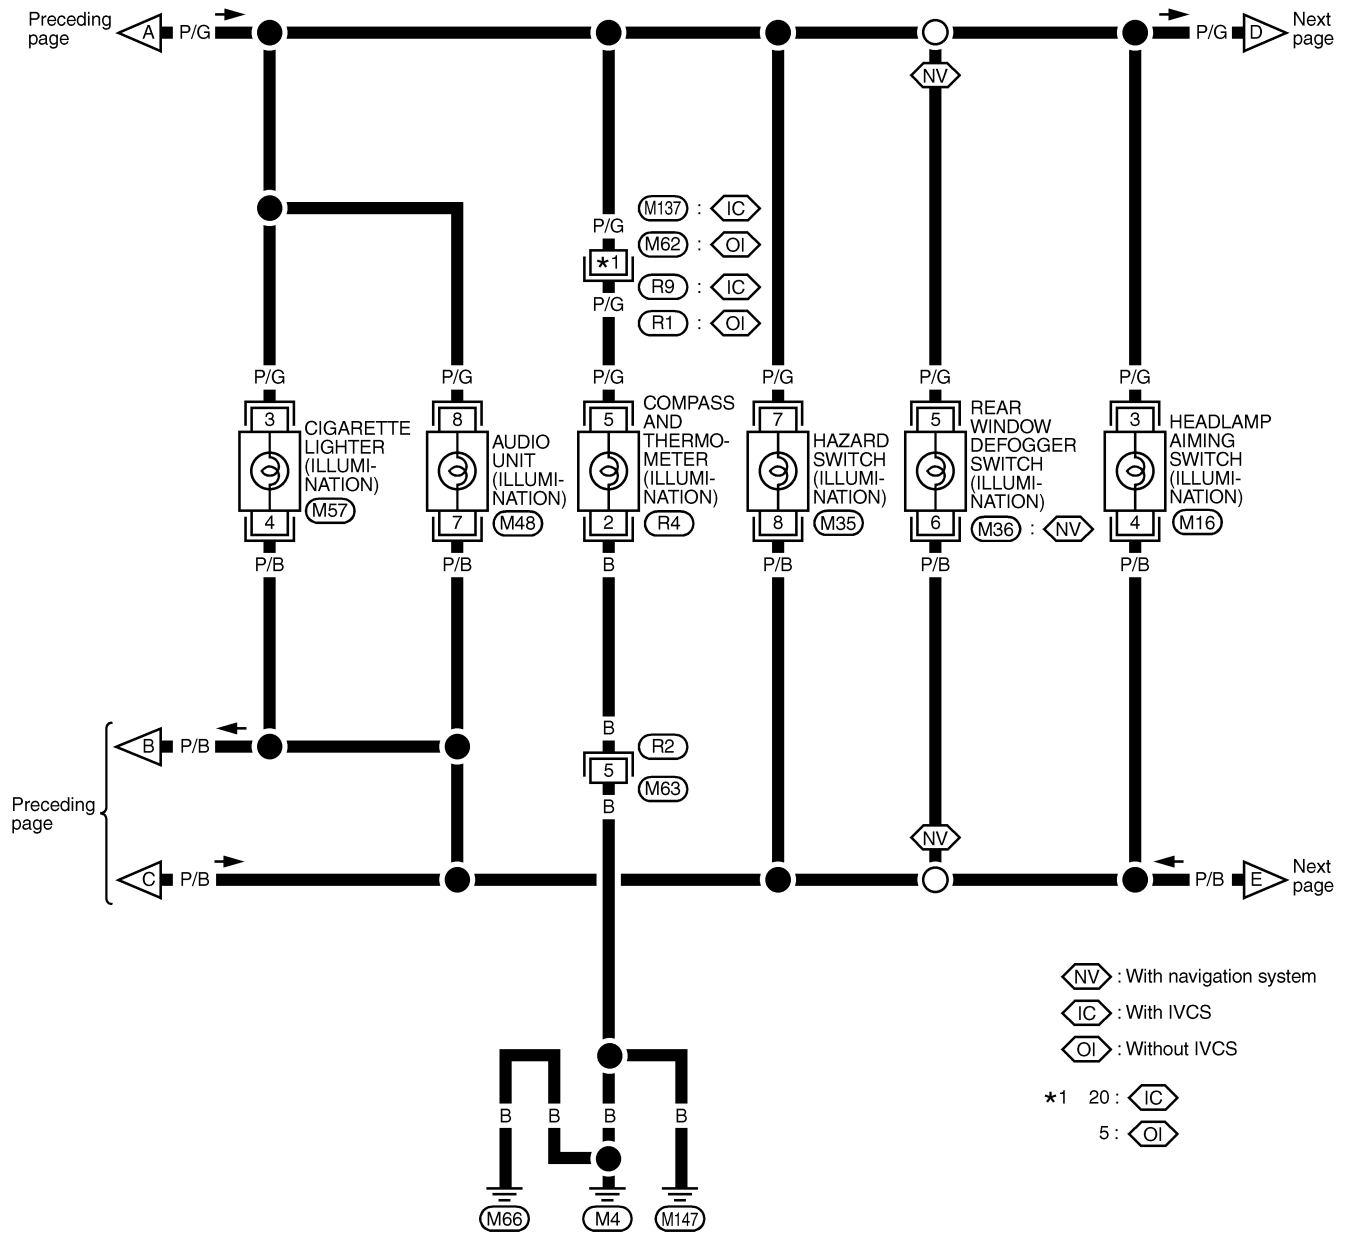 Preceding
page
A
P/G
P/G
D
Next
page
NV
M137 : IC
P/G
M62 : OI
*1
R9 : IC
P/G
R1 : OI
P/G
P/G
P/G
P/G
P/G
P/G
3
CIGARETTE
LIGHTER
(ILLUMI-
NATION)
M57
4
8
AUDIO
UNIT
(ILLUMI-
NATION)
M48
7
5
COMPASS
AND
THERMO-
METER
(ILLUMI-
NATION)
R4
2
7
HAZARD
SWITCH
(ILLUMI-
NATION)
M35
8
5
REAR
WINDOW
DEFOGGER
SWITCH
(ILLUMI-
NATION)
M36 : NV
6
3
HEADLAMP
AIMING
SWITCH
(ILLUMI-
NATION)
M16
4
P/B
P/B
B
P/B
P/B
P/B
B
P/B
B
R2
5
M63
B
Preceding
page
NV
C
P/B
P/B
E
Next
page
NV : With navigation system
IC : With IVCS
OI : Without IVCS
*1 20 : IC
5 : OI
B
B
B
B
M66
M4
M147